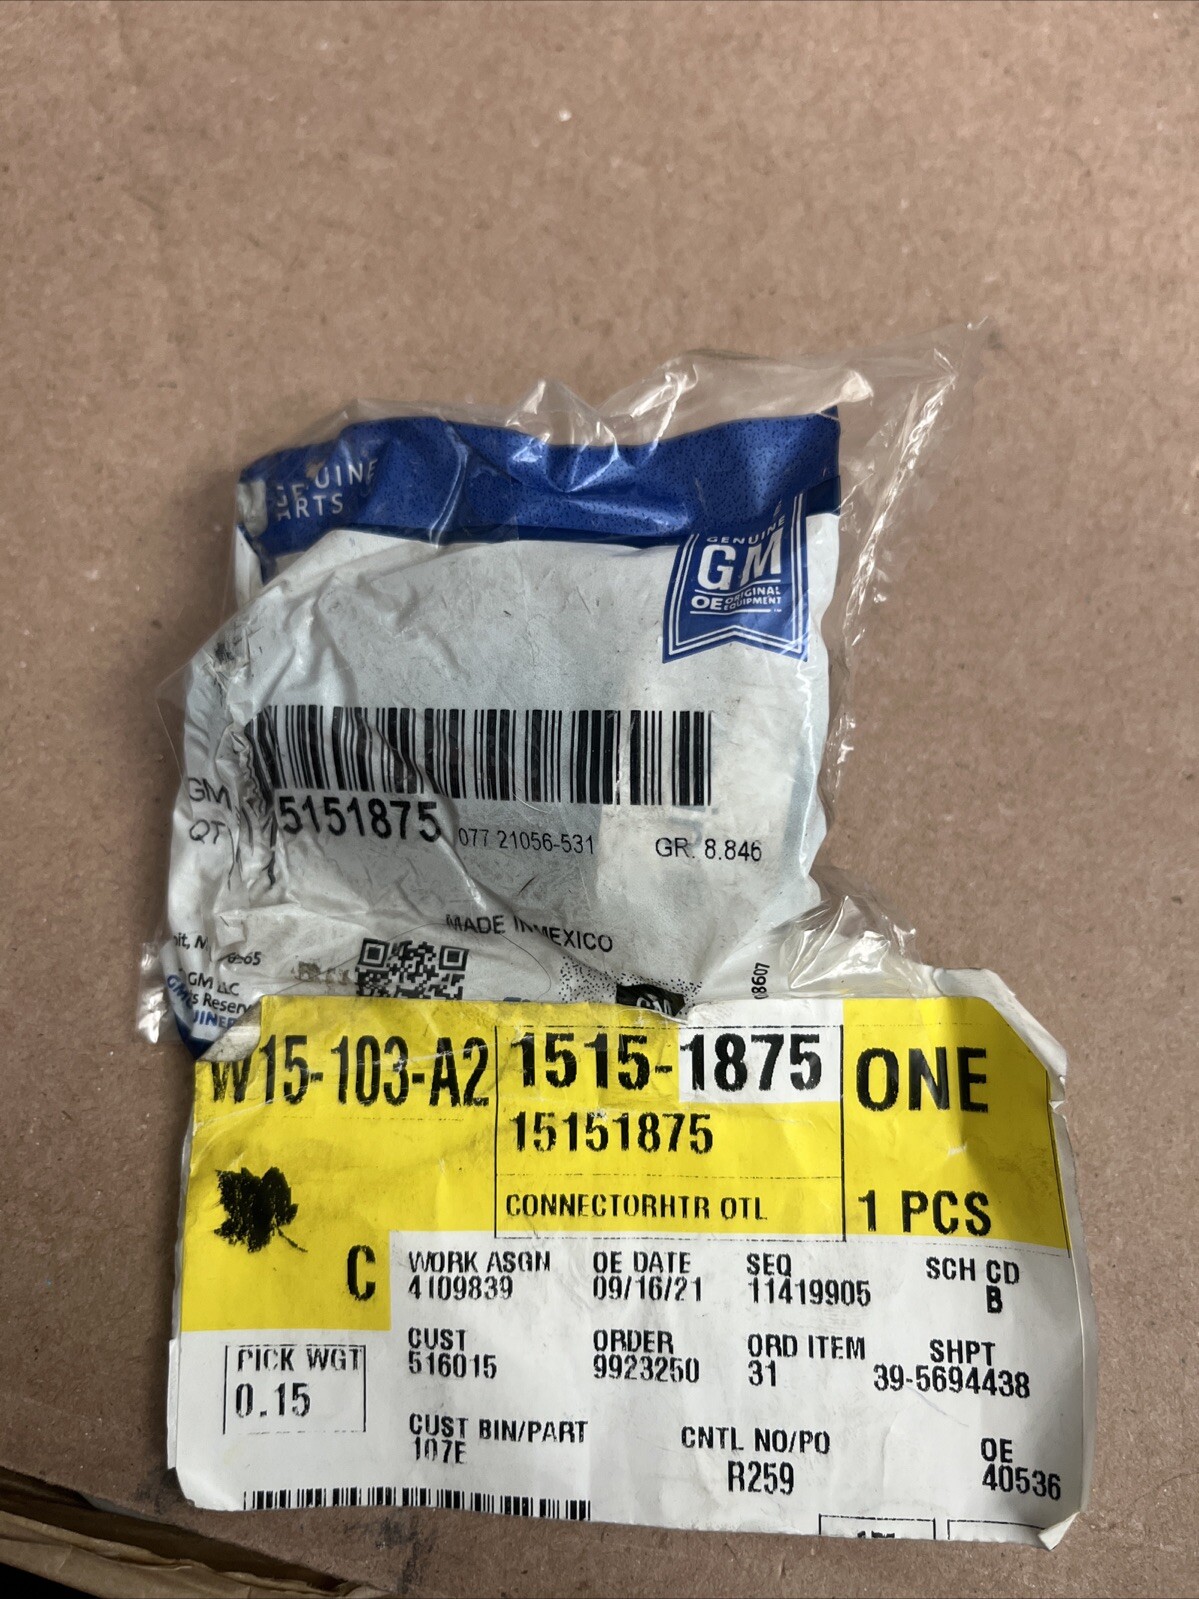 GENUINE
PARTS
GENUINE
GM
OE ORIGINAL
EQUIPMENT
GM
QT
5151875
077 21056-531
GR. 8.846
MADE IN MEXICO
GM
W15-103-A2
1515-1875
ONE
15151875
CONNECTORHTR OTL
1 PCS
C
WORK ASGN
4109839
OE DATE
09/16/21
SEQ
11419905
SCH CD
B
PICK WGT
0.15
CUST
516015
ORDER
9923250
ORD ITEM
31
SHPT
39-5694438
CUST BIN/PART
107E
CNTL NO/PO
R259
OE
40536